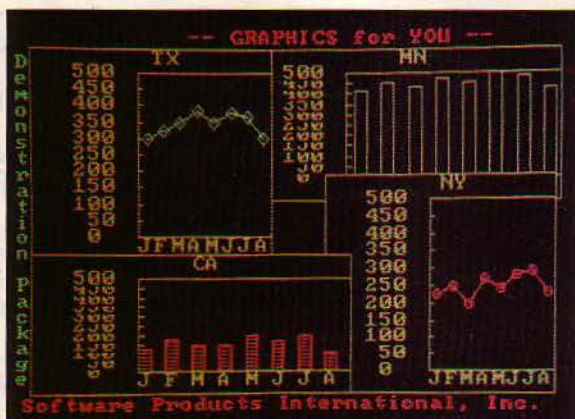 -- GRAPHICS for YOU --
Demonstration Package
TX
500
450
400
350
300
250
200
150
100
50
0
JFMAMJJA
MN
500
0
NY
500
450
400
350
300
250
200
150
100
50
0
JFMAMJJA
CA
500
0
J F M A M J J A
Software Products International, Inc.